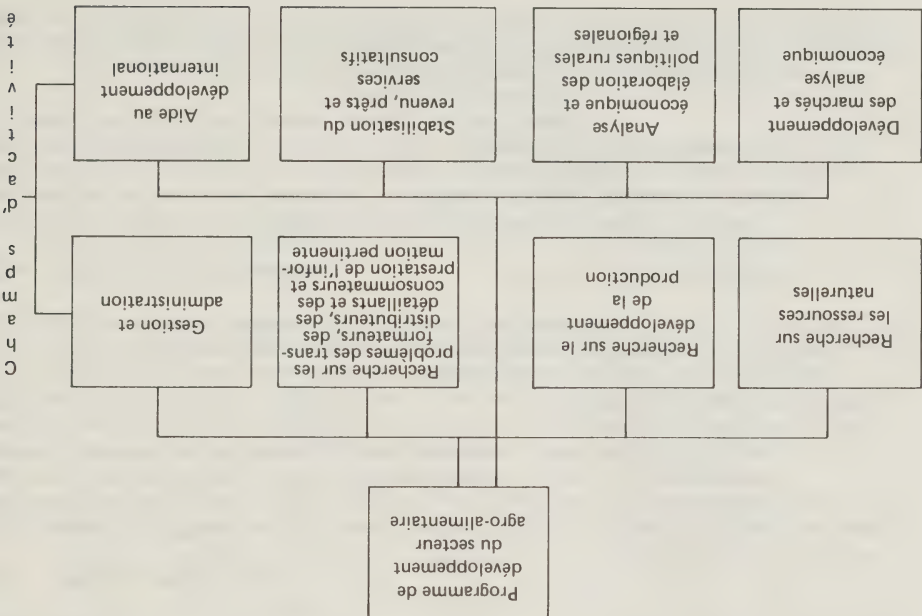 Programme de
développement
du secteur
agro-alimentaire
Recherche sur
les ressources
naturelles
Recherche sur le
développement
de la
production
Recherche sur les
problèmes des trans-
formateurs, des
distributeurs, des
détaillants et des
consommateurs et
prestation de l'infor-
mation pertinente
Gestion et
administration
Développement
des marchés et
analyse
économique
Analyse
économique et
élaboration des
politiques rurales
et régionales
Stabilisation du
revenu, prêts et
services
consultatifs
Aide au
développement
international
Champs d'activité